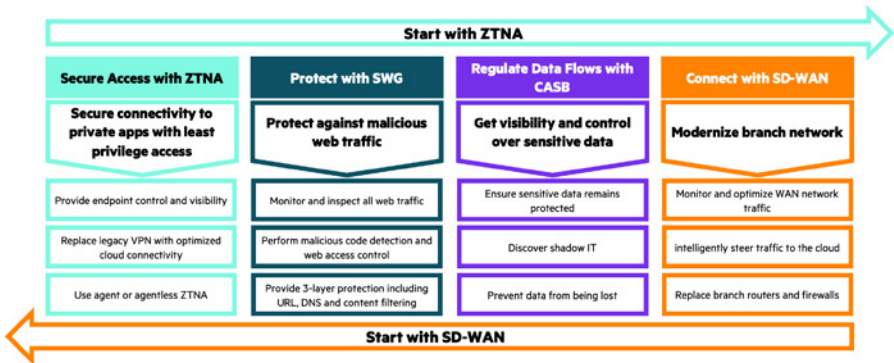 Start with ZTNA
Secure Access with ZTNA
Protect with SWG
Regulate Data Flows with
CASB
Connect with SD-WAN
Secure connectivity to
private apps with least
privilege access
Protect against malicious
web traffic
Get visibility and control
over sensitive data
Modernize branch network
Provide endpoint control and visibility
Monitor and inspect all web traffic
Ensure sensitive data remains
protected
Monitor and optimize WAN network
traffic
Replace legacy VPN with optimized
cloud connectivity
Perform malicious code detection and
web access control
Discover shadow IT
intelligently steer traffic to the cloud
Use agent or agentless ZTNA
Provide 3-layer protection including
URL, DNS and content filtering
Prevent data from being lost
Replace branch routers and firewalls
Start with SD-WAN